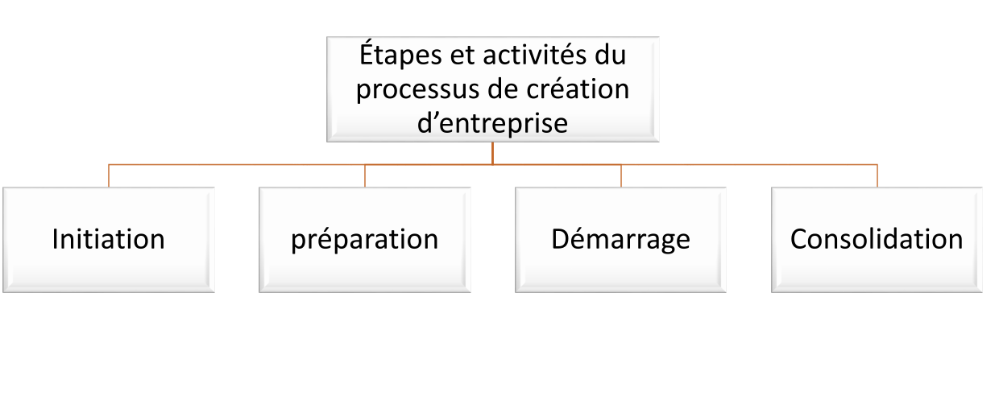 Étapes et activités du
processus de création
d’entreprise
Initiation
préparation
Démarrage
Consolidation